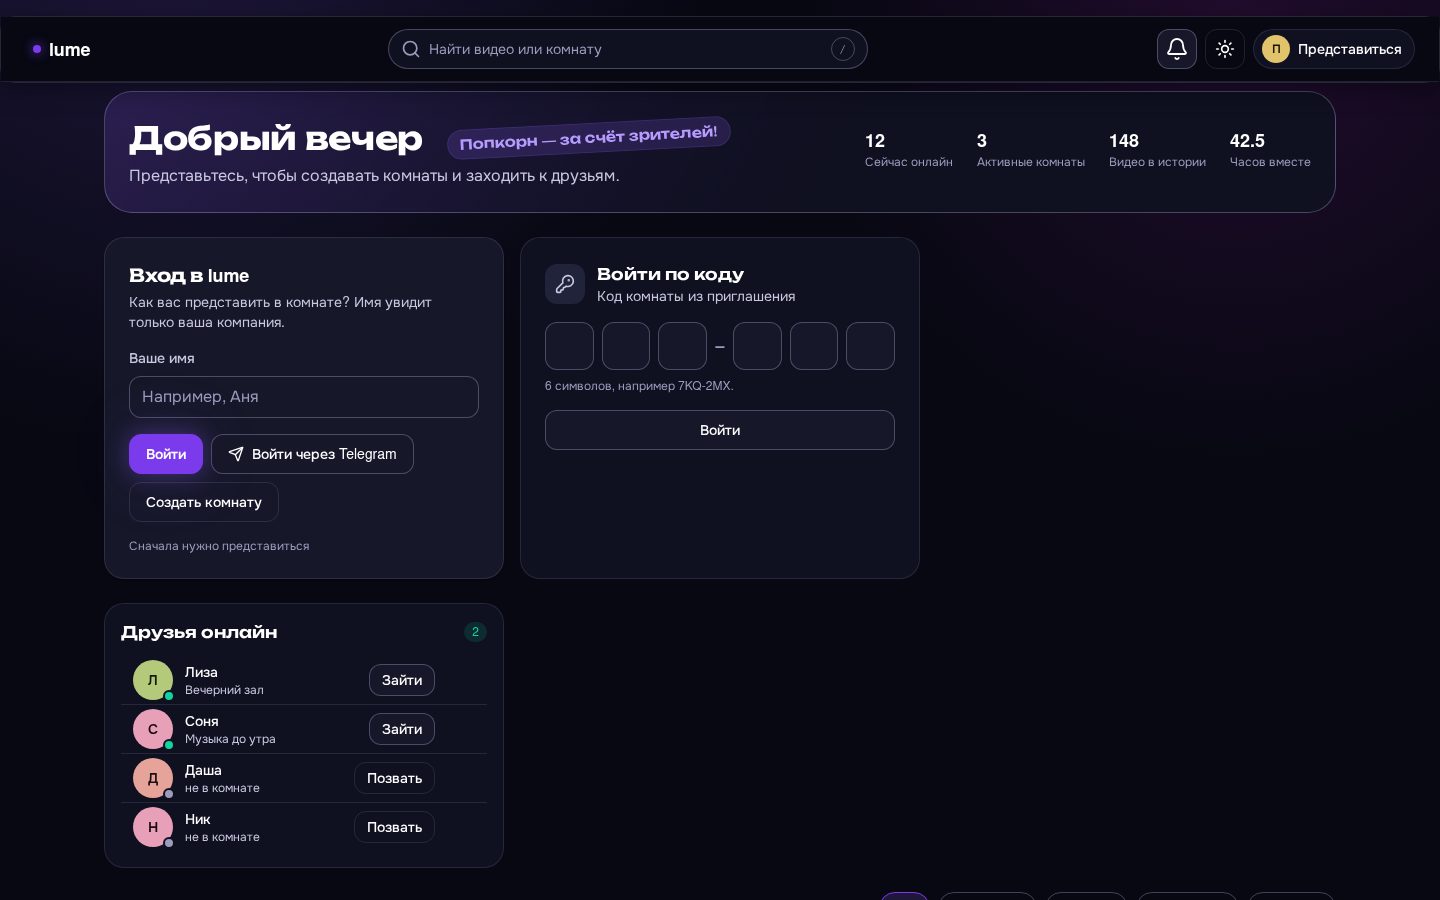 lume
Найти видео или комнату
/
П
Представиться
Добрый вечер
Попкорн — за счёт зрителей!
Представьтесь, чтобы создавать комнаты и заходить к друзьям.
12
Сейчас онлайн
3
Активные комнаты
148
Видео в истории
42.5
Часов вместе
Вход в lume
Как вас представить в комнате? Имя увидит
только ваша компания.
Ваше имя
Например, Аня
Войти
Войти через Telegram
Создать комнату
Сначала нужно представиться
Войти по коду
Код комнаты из приглашения
–
6 символов, например 7KQ-2MX.
Войти
Друзья онлайн
2
Л
Лиза
Вечерний зал
Зайти
С
Соня
Музыка до утра
Зайти
Д
Даша
не в комнате
Позвать
Н
Ник
не в комнате
Позвать